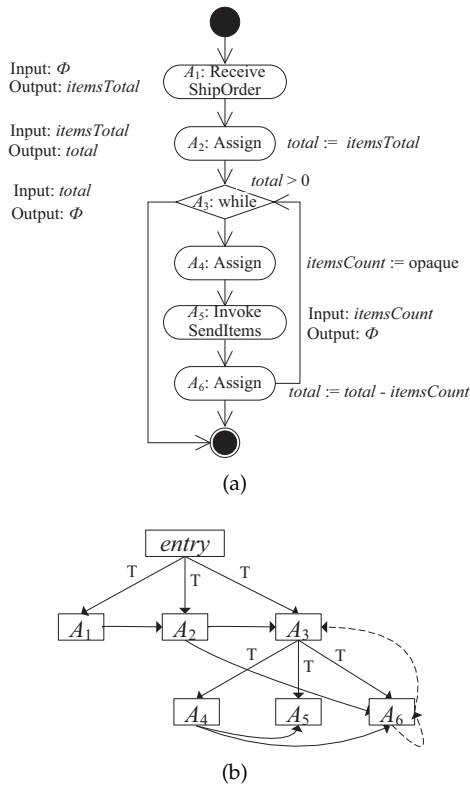 Input: Φ
Output: itemsTotal
A1: Receive
ShipOrder
Input: itemsTotal
Output: total
A2: Assign
total := itemsTotal
total > 0
Input: total
Output: Φ
A3: while
A4: Assign
itemsCount := opaque
A5: Invoke
SendItems
Input: itemsCount
Output: Φ
A6: Assign
total := total - itemsCount
(a)
entry
T
T
T
A1
A2
A3
T
T
T
A4
A5
A6
(b)